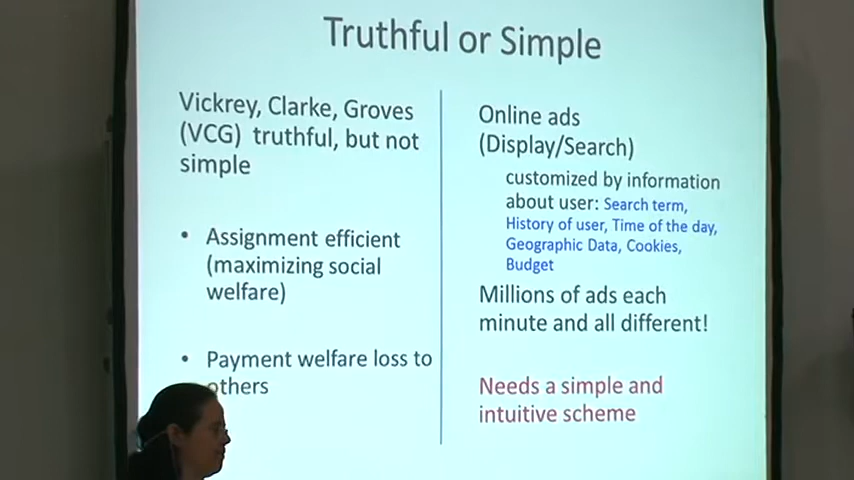 Truthful or Simple
Vickrey, Clarke, Groves
(VCG) truthful, but not
simple
• Assignment efficient
(maximizing social
welfare)
• Payment welfare loss to
others
Online ads
(Display/Search)
customized by information
about user: Search term,
History of user, Time of the day,
Geographic Data, Cookies,
Budget
Millions of ads each
minute and all different!
Needs a simple and
intuitive scheme